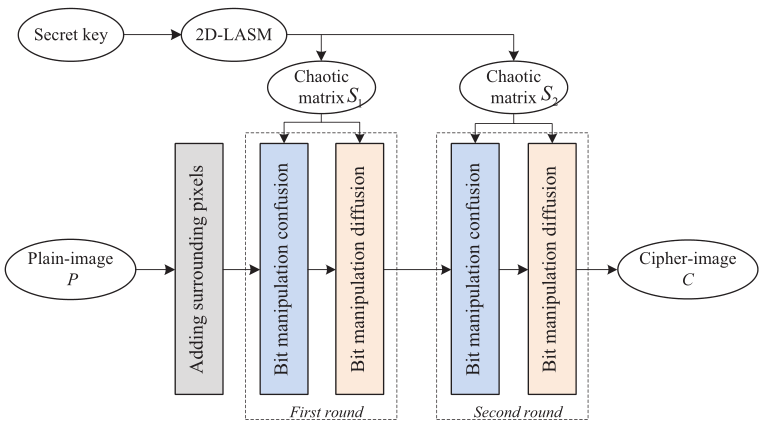 Secret key
2D-LASM
Chaotic
matrix S₁
Chaotic
matrix S₂
Plain-image
P
Adding surrounding pixels
Bit manipulation confusion
Bit manipulation diffusion
Bit manipulation confusion
Bit manipulation diffusion
Cipher-image
C
First round
Second round